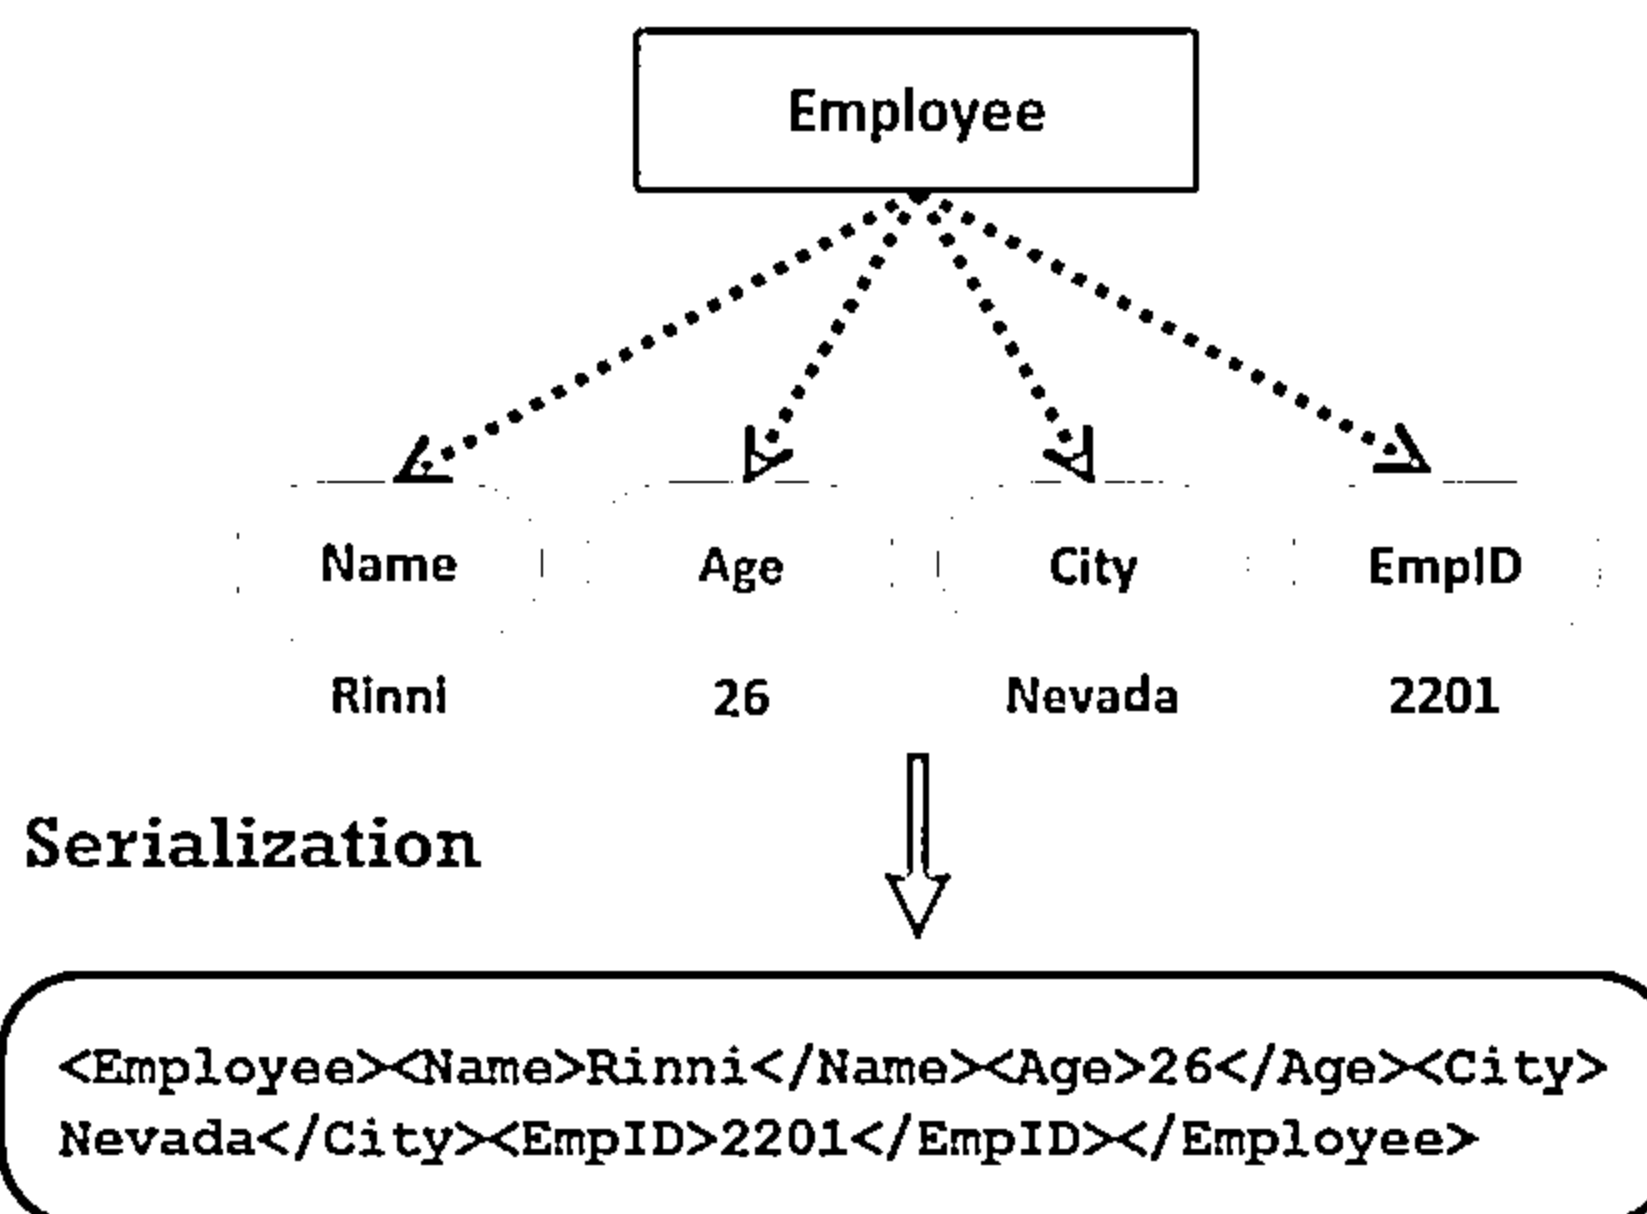 Employee
Name Age City EmpID
Rinni 26 Nevada 2201
Serialization
<Employee><Name>Rinni</Name><Age>26</Age><City>
Nevada</City><EmpID>2201</EmpID></Employee>